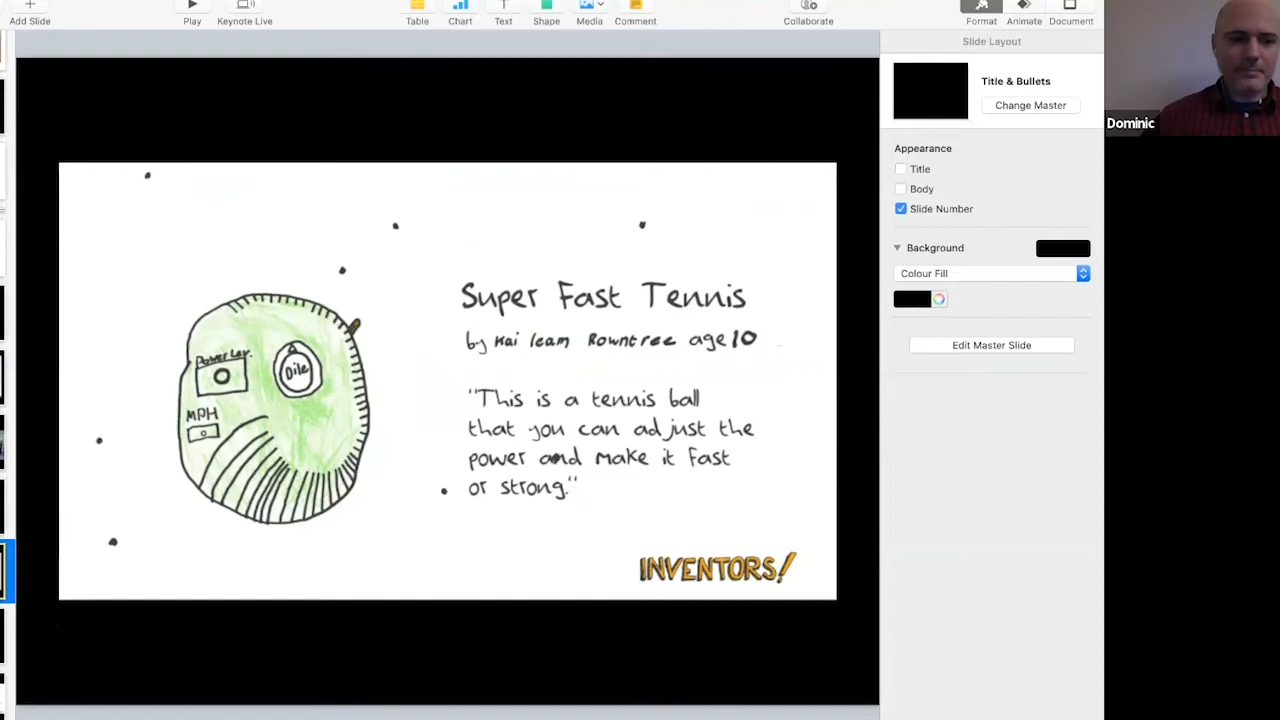 Add Slide
Play
Keynote Live
Table
Chart
Text
Shape
Media
Comment
Collaborate
Format
Animate
Document
Slide Layout
Title & Bullets
Change Master
Appearance
Title
Body
Slide Number
Background
Colour Fill
Edit Master Slide
Dominic
Power Lev.
Dile
MPH
Super Fast Tennis
by Kai leam Rowntree age 10
"This is a tennis ball
that you can adjust the
power and make it fast
or strong."
INVENTORS!